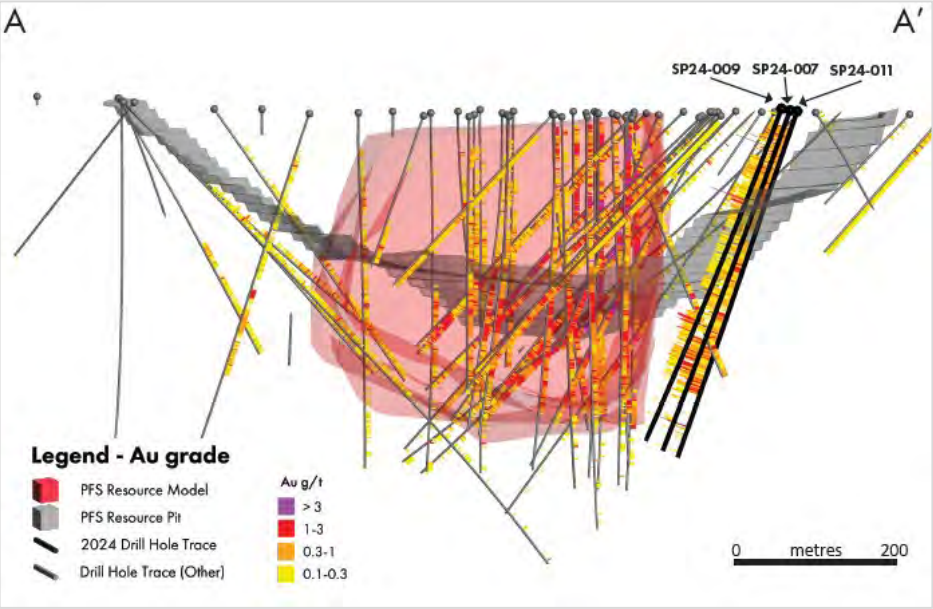 A A′
SP24-009 SP24-007 SP24-011
Legend - Au grade
PFS Resource Model
PFS Resource Pit
2024 Drill Hole Trace
Drill Hole Trace (Other)
Au g/t
> 3
1-3
0.3-1
0.1-0.3
0 metres 200